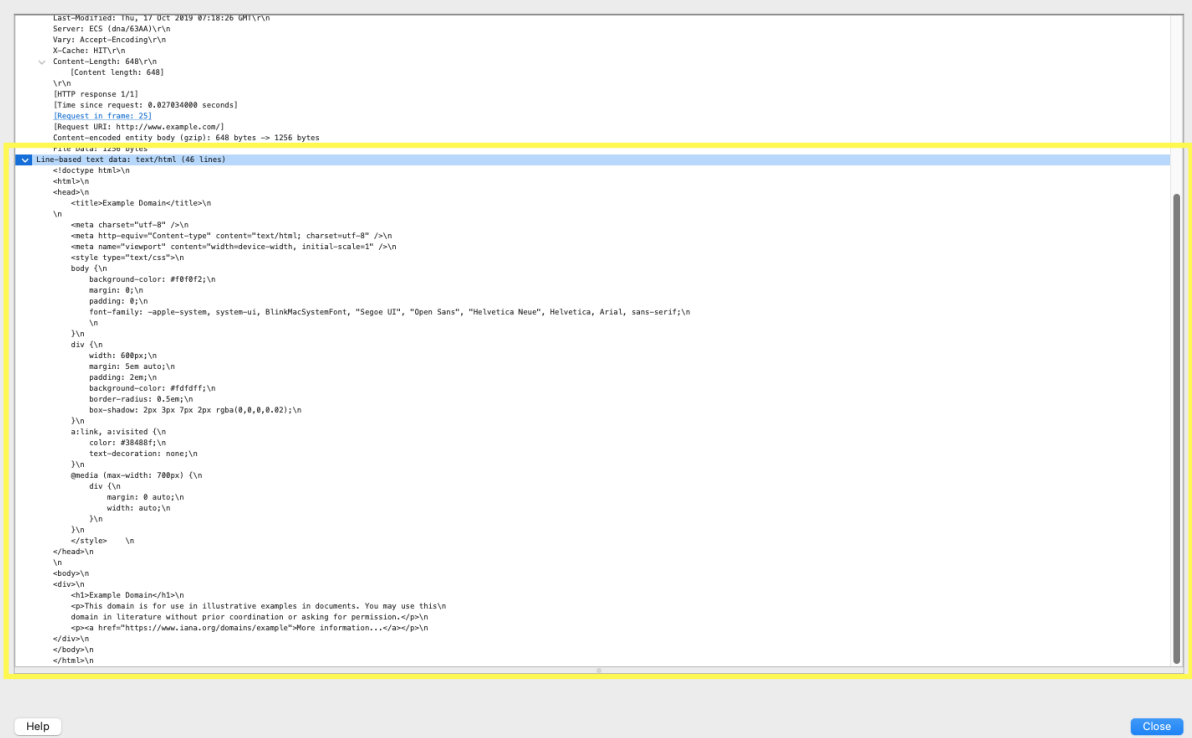 Last-Modified: Thu, 17 Oct 2019 07:18:26 GMT\r\n
Server: ECS (dna/63AA)\r\n
Vary: Accept-Encoding\r\n
X-Cache: HIT\r\n
Content-Length: 648\r\n
[Content length: 648]
\r\n
[HTTP response 1/1]
[Time since request: 0.027034000 seconds]
[Request in frame: 25]
[Request URI: http://www.example.com/]
Content-encoded entity body (gzip): 648 bytes -> 1256 bytes
File Data: 1256 bytes
Line-based text data: text/html (46 lines)
<!doctype html>\n
<html>\n
<head>\n
<title>Example Domain</title>\n
\n
<meta charset="utf-8" />\n
<meta http-equiv="Content-type" content="text/html; charset=utf-8" />\n
<meta name="viewport" content="width=device-width, initial-scale=1" />\n
<style type="text/css">\n
body {\n
background-color: #f0f0f2;\n
margin: 0;\n
padding: 0;\n
font-family: -apple-system, system-ui, BlinkMacSystemFont, "Segoe UI", "Open Sans", "Helvetica Neue", Helvetica, Arial, sans-serif;\n
\n
}\n
div {\n
width: 600px;\n
margin: 5em auto;\n
padding: 2em;\n
background-color: #fdfdff;\n
border-radius: 0.5em;\n
box-shadow: 2px 3px 7px 2px rgba(0,0,0,0.02);\n
}\n
a:link, a:visited {\n
color: #38488f;\n
text-decoration: none;\n
}\n
@media (max-width: 700px) {\n
div {\n
margin: 0 auto;\n
width: auto;\n
}\n
}\n
</style>    \n
</head>\n
\n
<body>\n
<div>\n
<h1>Example Domain</h1>\n
<p>This domain is for use in illustrative examples in documents. You may use this\n
domain in literature without prior coordination or asking for permission.</p>\n
<p><a href="https://www.iana.org/domains/example">More information...</a></p>\n
</div>\n
</body>\n
</html>\n
Help
Close